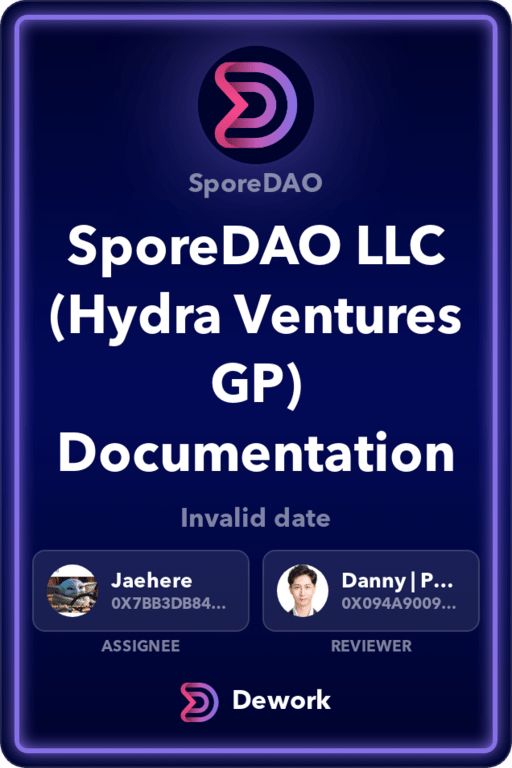 SporeDAO
SporeDAO LLC
(Hydra Ventures
GP)
Documentation
Invalid date
Jaehere
0X7BB3DB84...
Danny | P...
0X094A9009...
ASSIGNEE
REVIEWER
Dework